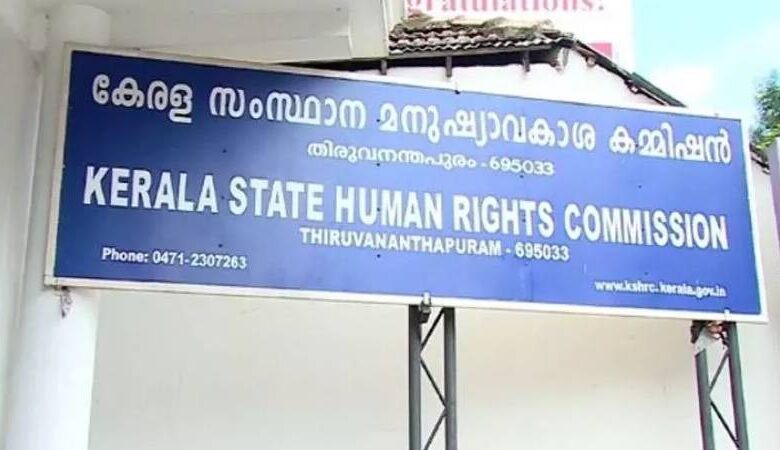 gratulations!
കേരള സംസ്ഥാന മനുഷ്യാവകാശ കമ്മിഷൻ
തിരുവനന്തപുരം - 695033
KERALA STATE HUMAN RIGHTS COMMISSION
THIRUVANANTHAPURAM - 695033
Phone: 0471-2307263
www.kshrc.kerala.gov.in